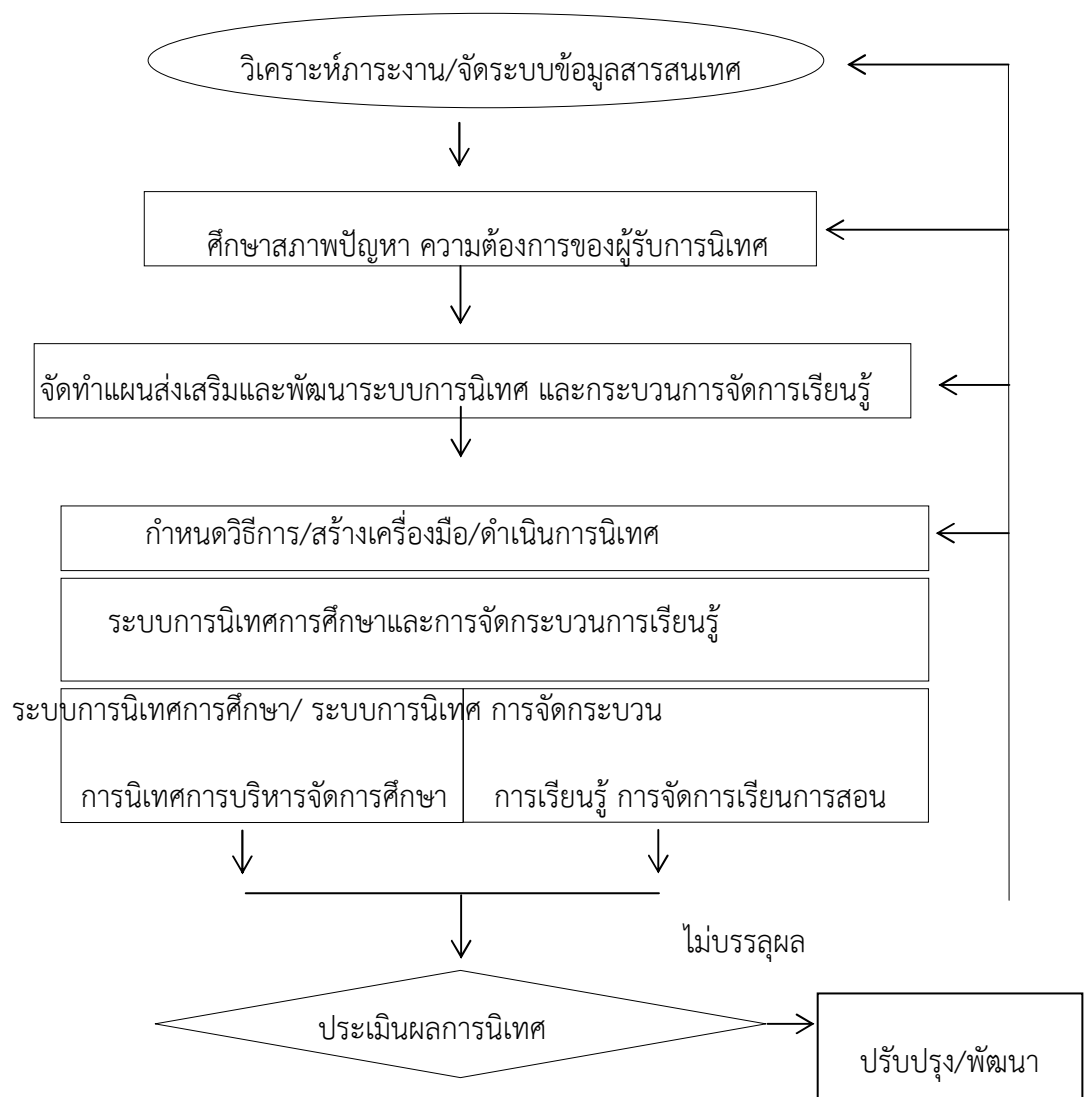 วิเคราะห์ภาระงาน/จัดระบบข้อมูลสารสนเทศ
ศึกษาสภาพปัญหา ความต้องการของผู้รับการนิเทศ
จัดทำแผนส่งเสริมและพัฒนาระบบการนิเทศ และกระบวนการจัดการเรียนรู้
กำหนดวิธีการ/สร้างเครื่องมือ/ดำเนินการนิเทศ
ระบบการนิเทศการศึกษาและการจัดกระบวนการเรียนรู้
ระบบการนิเทศการศึกษา/ ระบบการนิเทศ การจัดกระบวน
การนิเทศการบริหารจัดการศึกษา การเรียนรู้ การจัดการเรียนการสอน
ไม่บรรลุผล
ประเมินผลการนิเทศ
ปรับปรุง/พัฒนา